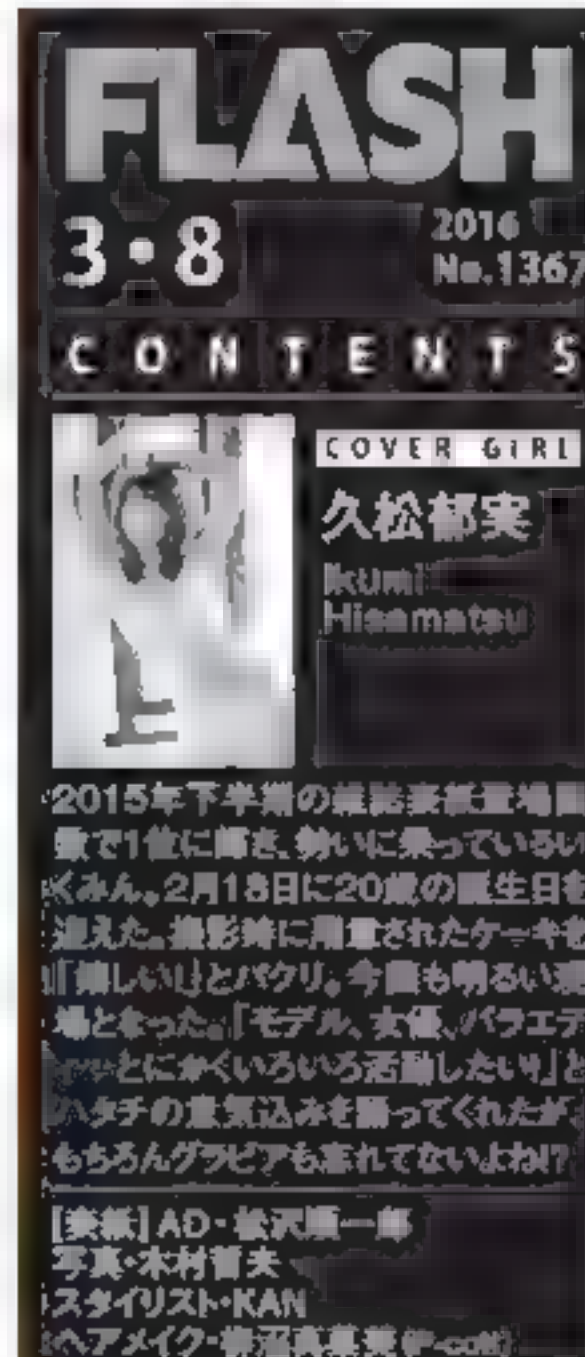 FLASH
3・8
2016
No.1367
CONTENTS
COVER GiRL
久松郁実
Ikumi
Hisamatsu
2015年下半期の雑誌表紙登場回
数で1位に輝き、勢いに乗っているい
くみん。2月18日に20歳の誕生日を
迎えた。撮影時に用意されたケーキを
「嬉しい!」とパクリ。今回も明るい現
場となった。「モデル、女優、バラエテ
とにかくいろいろ活動したい!」と
ハタチの意気込みを語ってくれたが、
もちろんグラビアも忘れてないよね!?
[表紙]AD・松沢順一郎
写真・木村哲夫
スタイリスト・KAN
ヘアメイク・